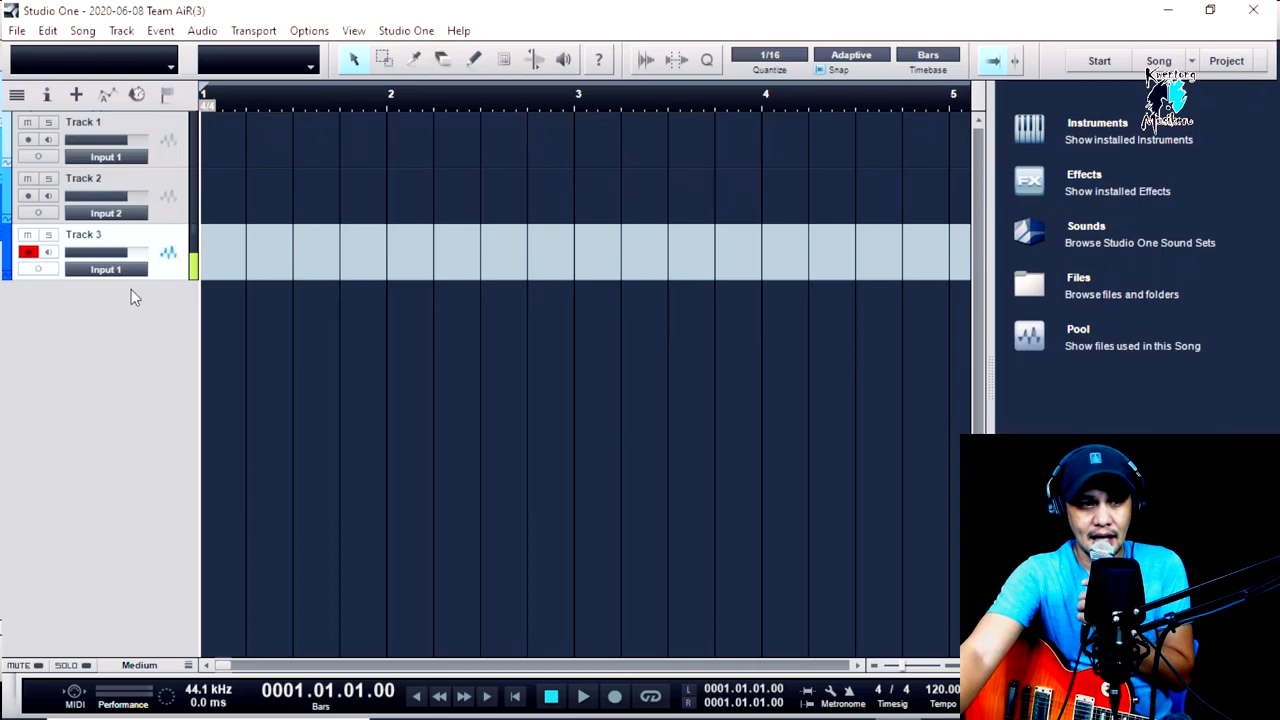 Studio One - 2020-06-08 Team AiR(3)
File Edit Song Track Event Audio Transport Options View Studio One Help
1/16 Adaptive Bars
Quantize Snap Timebase
Start Song Project
?
1 2 3 4 5
4/4
M S Track 1
Input 1
M S Track 2
Input 2
M S Track 3
Input 1
Instruments
Show installed Instruments
FX
Effects
Show installed Effects
Sounds
Browse Studio One Sound Sets
Files
Browse files and folders
Pool
Show files used in this Song
Kwertong
Musikero
MUTE SOLO Medium
MIDI Performance
44.1 kHz
0.0 ms
0001.01.01.00
Bars
L 0001.01.01.00
R 0001.01.01.00
Metronome
4 / 4
Timesig
120.00
Tempo